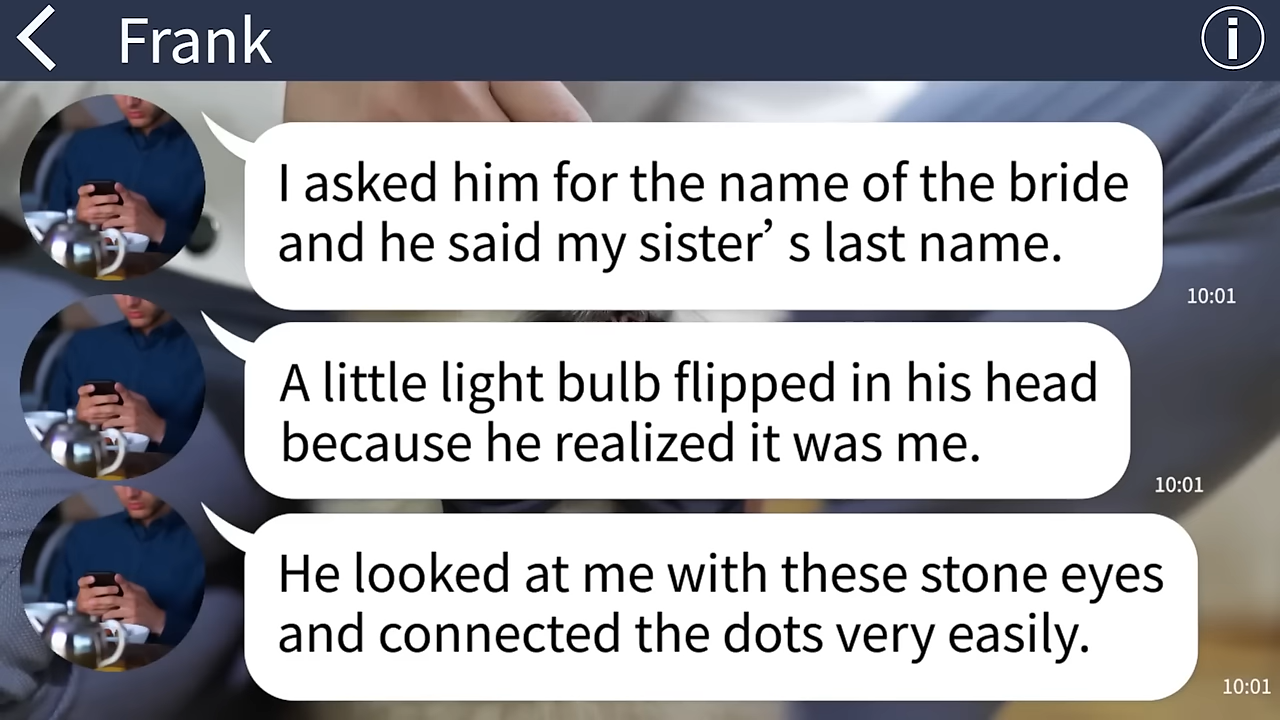 Frank
I asked him for the name of the bride
and he said my sister’ s last name.
10:01
A little light bulb flipped in his head
because he realized it was me.
10:01
He looked at me with these stone eyes
and connected the dots very easily.
10:01